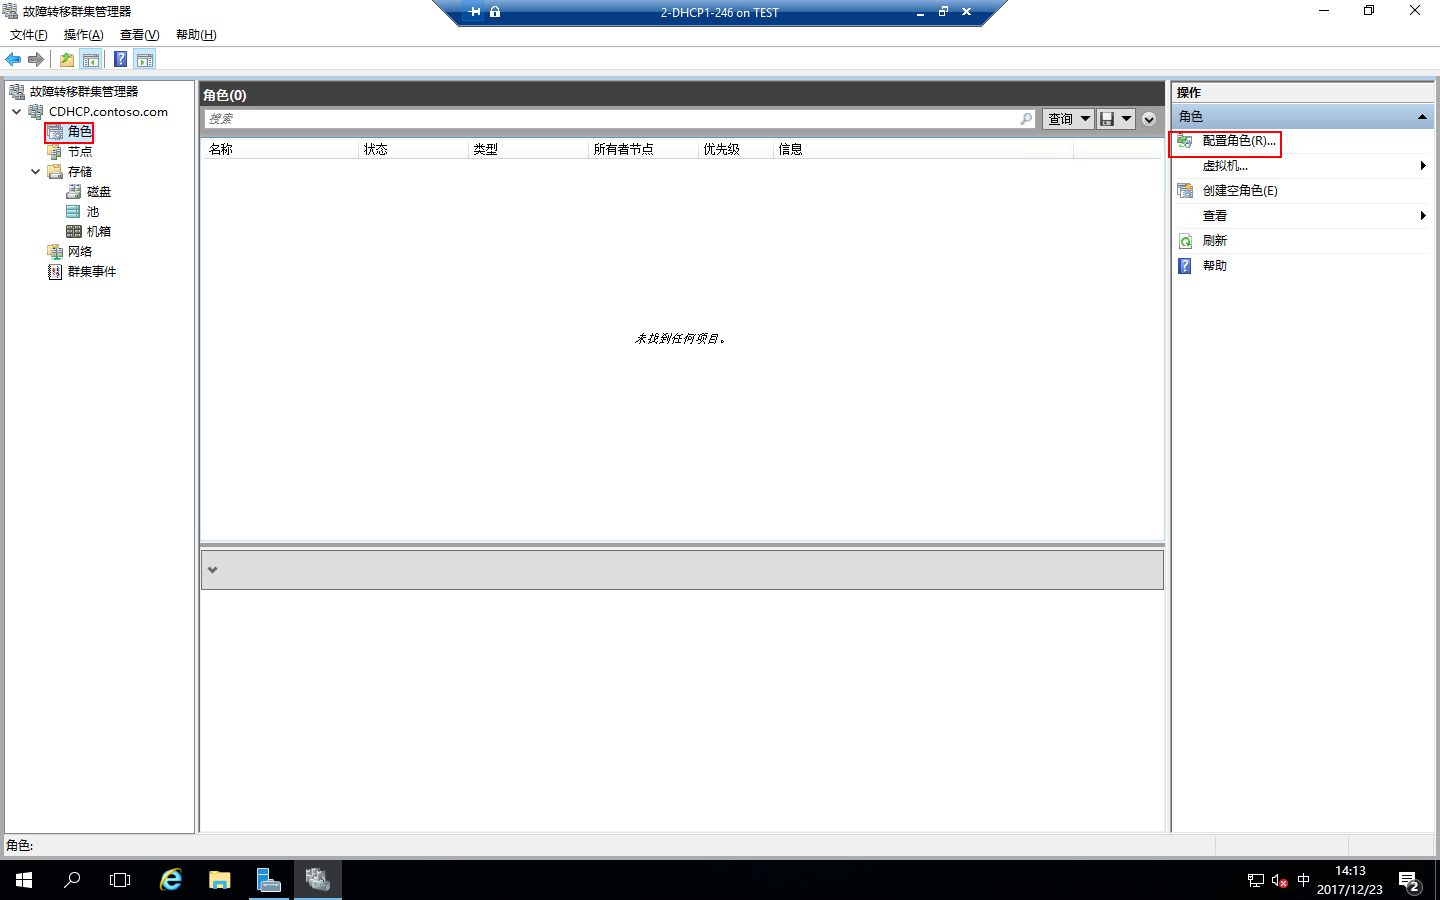 故障转移群集管理器
2-DHCP1-246 on TEST
文件(F) 操作(A) 查看(V) 帮助(H)
故障转移群集管理器
CDHCP.contoso.com
角色
节点
存储
磁盘
池
机箱
网络
群集事件
角色(0)
搜索
查询
名称 状态 类型 所有者节点 优先级 信息
未找到任何项目。
操作
角色
配置角色(R)...
虚拟机...
创建空角色(E)
查看
刷新
帮助
角色:
中
14:13
2017/12/23
2